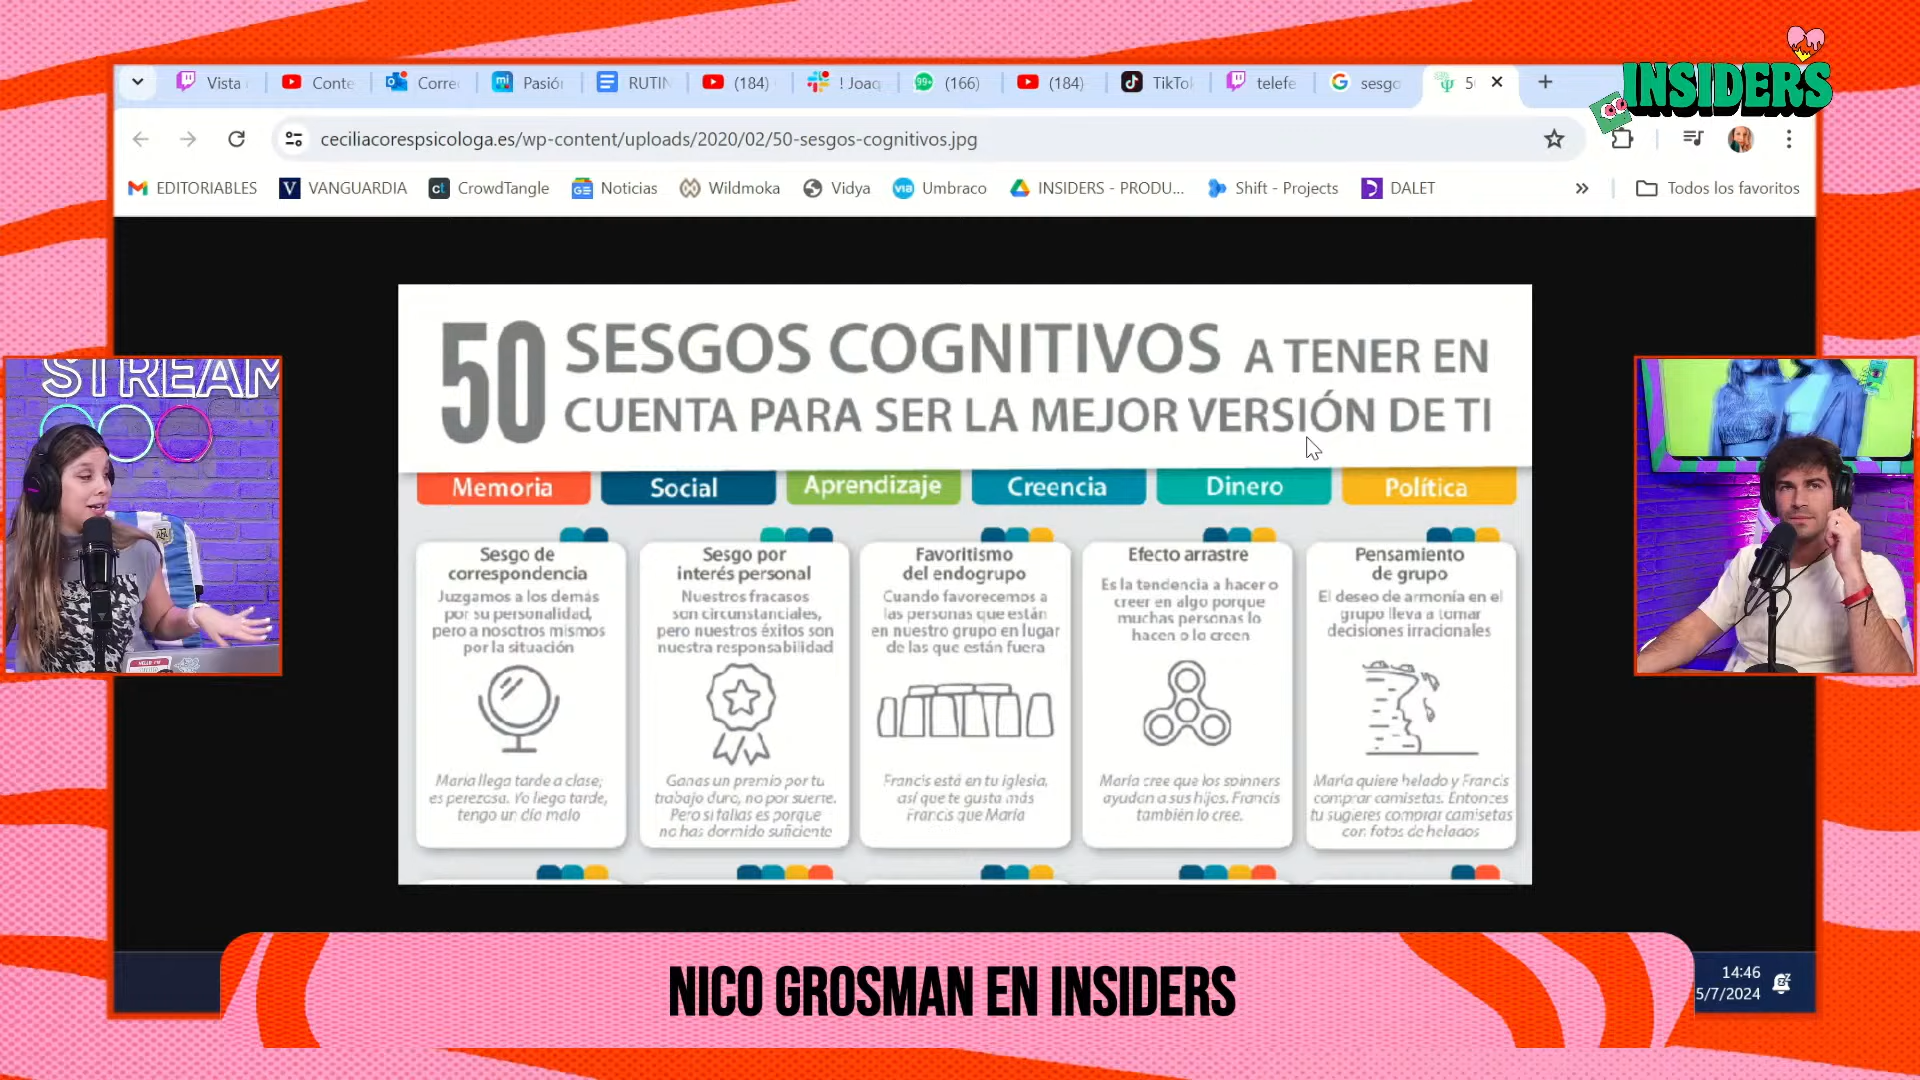 INSIDERS
Vista
Conte
Corre
Pasión
RUTIN
(184)
! Joaq
99+
(166)
(184)
TikTo
telefe
sesgo
5
ceciliacorespsicologa.es/wp-content/uploads/2020/02/50-sesgos-cognitivos.jpg
EDITORIABLES
VANGUARDIA
CrowdTangle
Noticias
Wildmoka
Vidya
Umbraco
INSIDERS - PRODU...
Shift - Projects
DALET
Todos los favoritos
50 SESGOS COGNITIVOS A TENER EN
CUENTA PARA SER LA MEJOR VERSIÓN DE TI
STREAM
Memoria
Social
Aprendizaje
Creencia
Dinero
Política
Sesgo de
correspondencia
Juzgamos a los demás
por su personalidad,
pero a nosotros mismos
por la situación
María llega tarde a clase;
es perezosa. Yo llego tarde,
tengo un día malo
Sesgo por
interés personal
Nuestros fracasos
son circunstanciales,
pero nuestros éxitos son
nuestra responsabilidad
Ganas un premio por tu
trabajo duro, no por suerte.
Pero si fallas es porque
no has dormido suficiente
Favoritismo
del endogrupo
Cuando favorecemos a
las personas que están
en nuestro grupo en lugar
de las que están fuera
Francis está en tu iglesia,
así que te gusta más
Francis que María
Efecto arrastre
Es la tendencia a hacer o
creer en algo porque
muchas personas lo
hacen o lo creen
María cree que los spinners
ayudan a sus hijos. Francis
también lo cree.
Pensamiento
de grupo
El deseo de armonía en el
grupo lleva a tomar
decisiones irracionales
María quiere helado y Francis
comprar camisetas. Entonces
tu sugieres comprar camisetas
con fotos de helados
NICO GROSMAN EN INSIDERS
14:46
5/7/2024